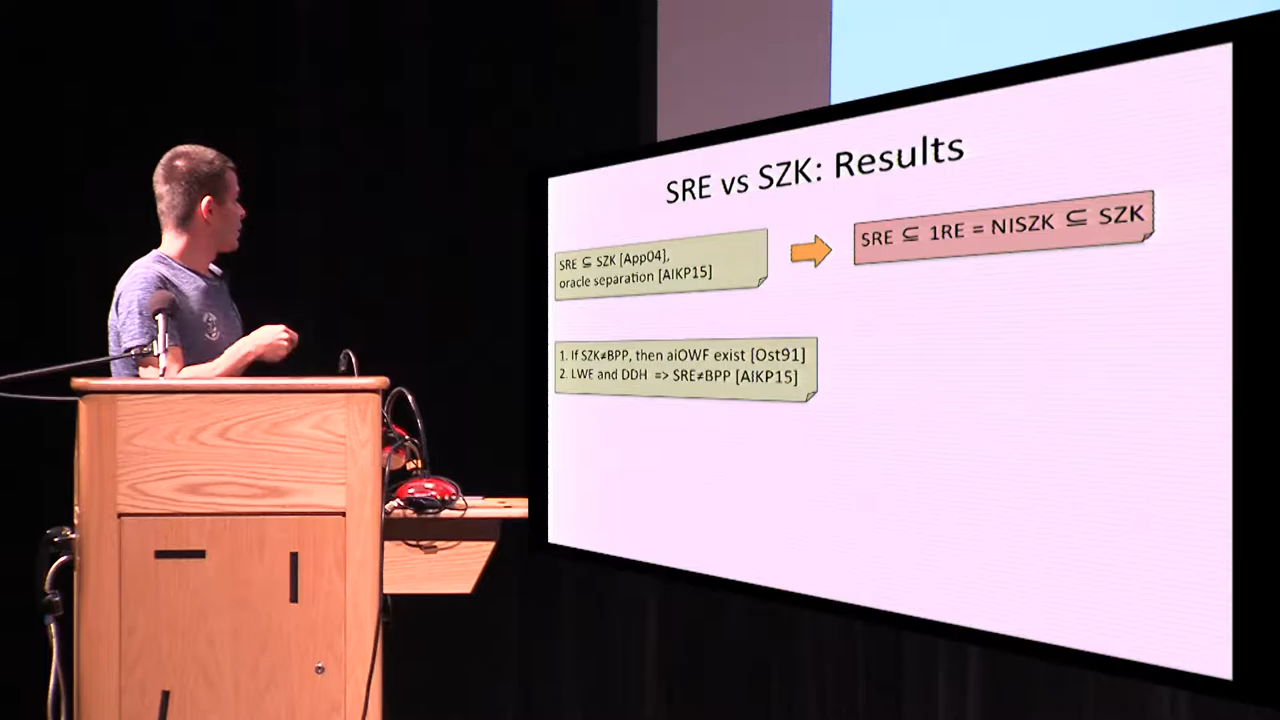 SRE vs SZK: Results
SRE ⊆ SZK [App04],
oracle separation [AIKP15]
SRE ⊆ 1RE = NISZK ⊆ SZK
1. If SZK≠BPP, then aiOWF exist [Ost91]
2. LWE and DDH => SRE≠BPP [AIKP15]